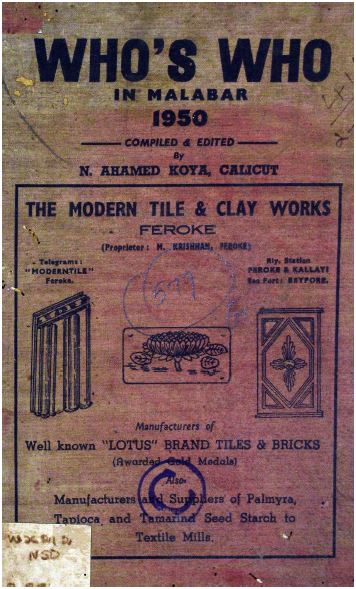 WHO'S WHO
IN MALABAR
1950
COMPILED & EDITED
By
N. AHAMED KOYA, CALICUT
THE MODERN TILE & CLAY WORKS
FEROKE
(Proprietor : M. KRISHNAN, FEROKE)
Telegrams :
"MODERNTILE"
Feroke.
Rly. Station
FEROKE & KALLAYI
Sea Port : BEYPORE.
579
Manufacturers of
Well known "LOTUS" BRAND TILES & BRICKS
(Awarded Gold Medals)
Also
Manufacturers and Suppliers of Palmyra,
Tapioca and Tamarind Seed Starch to
Textile Mills.
C
NSD